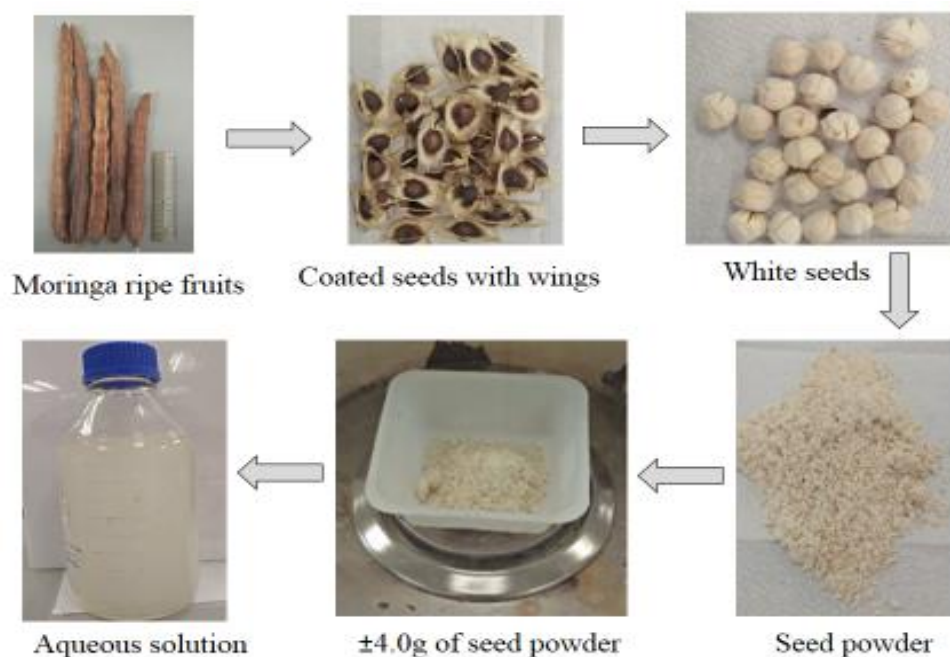 Moringa ripe fruits
Coated seeds with wings
White seeds
Seed powder
±4.0g of seed powder
Aqueous solution